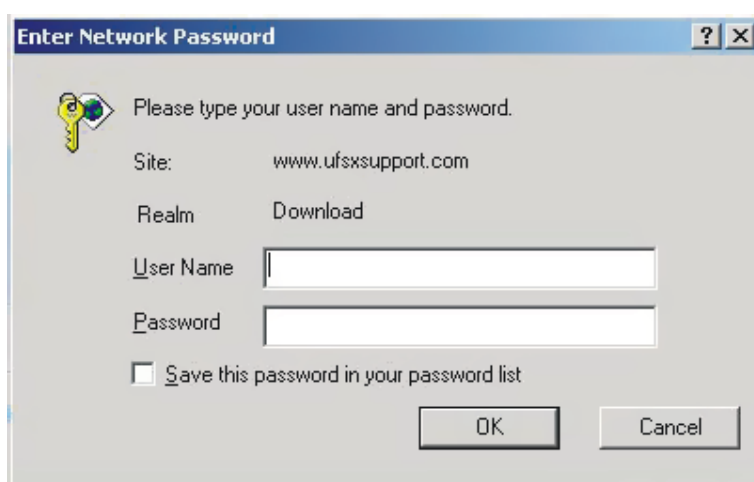 Enter Network Password
Please type your user name and password.
Site: www.ufsxsupport.com
Realm Download
User Name
Password
Save this password in your password list
OK Cancel